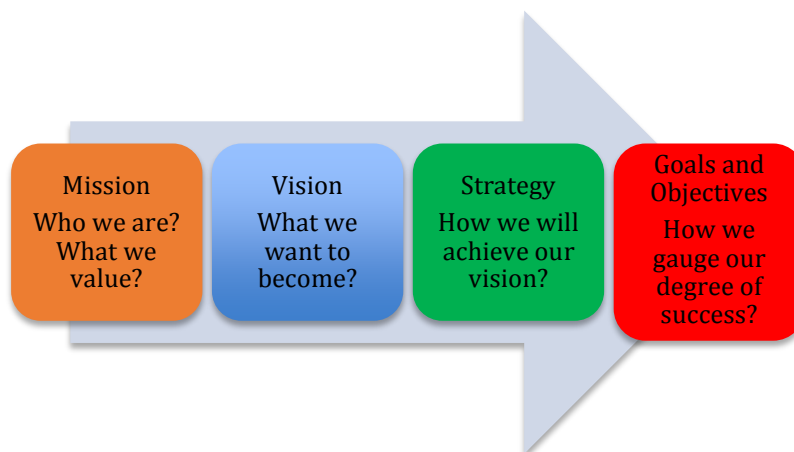 Mission
Who we are?
What we
value?
Vision
What we
want to
become?
Strategy
How we will
achieve our
vision?
Goals and
Objectives
How we
gauge our
degree of
success?